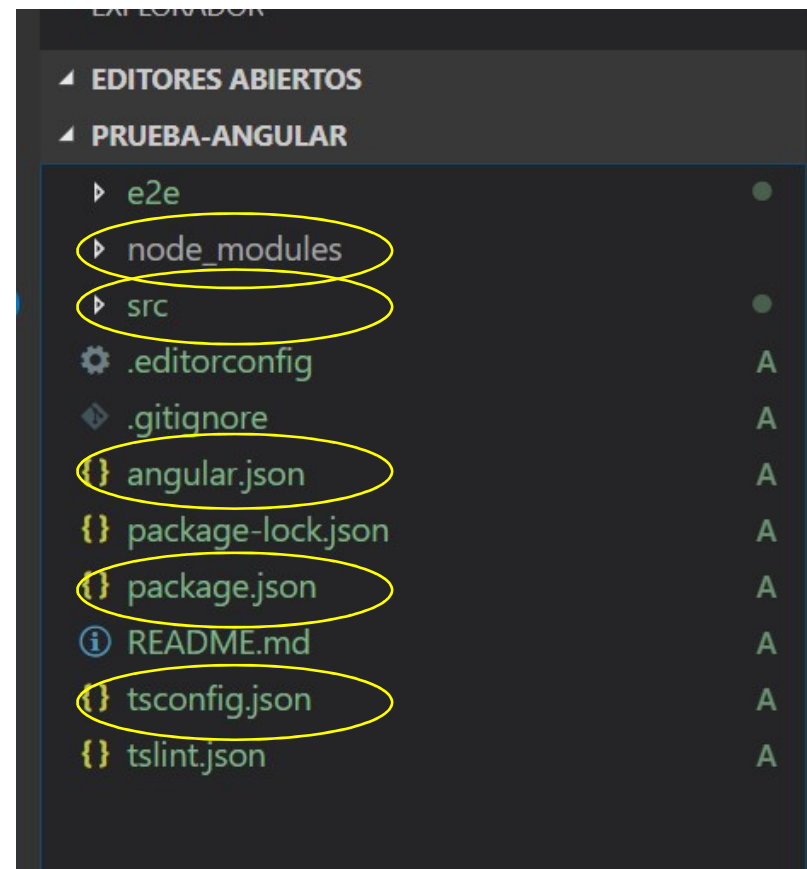 EXPLORADOR
EDITORES ABIERTOS
PRUEBA-ANGULAR
e2e
node_modules
src
.editorconfig A
.gitignore A
{} angular.json A
{} package-lock.json A
{} package.json A
README.md A
{} tsconfig.json A
{} tslint.json A